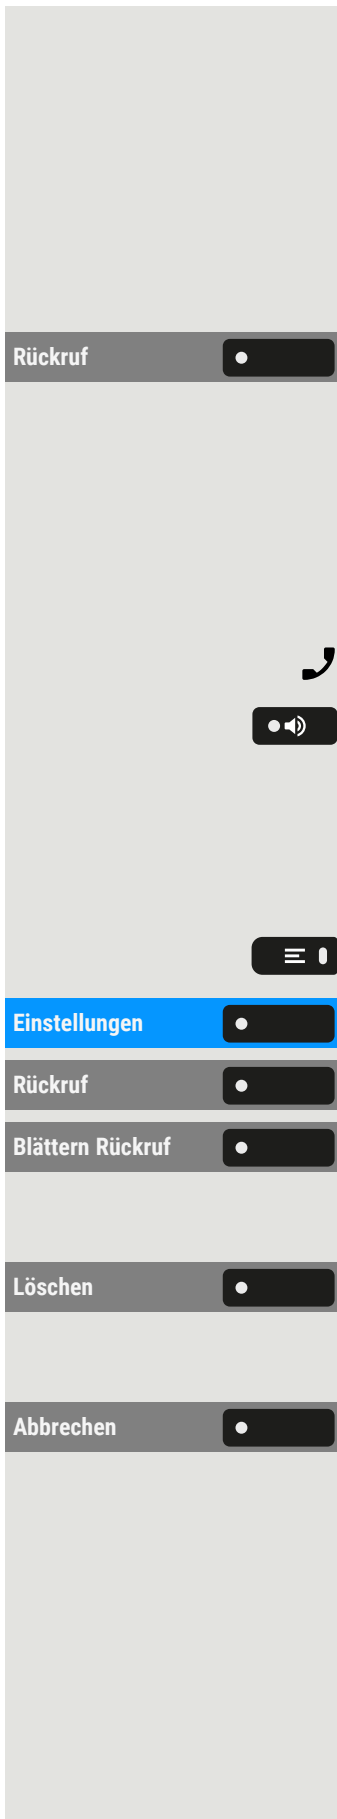 Rückruf
Einstellungen
Rückruf
Blättern Rückruf
Löschen
Abbrechen